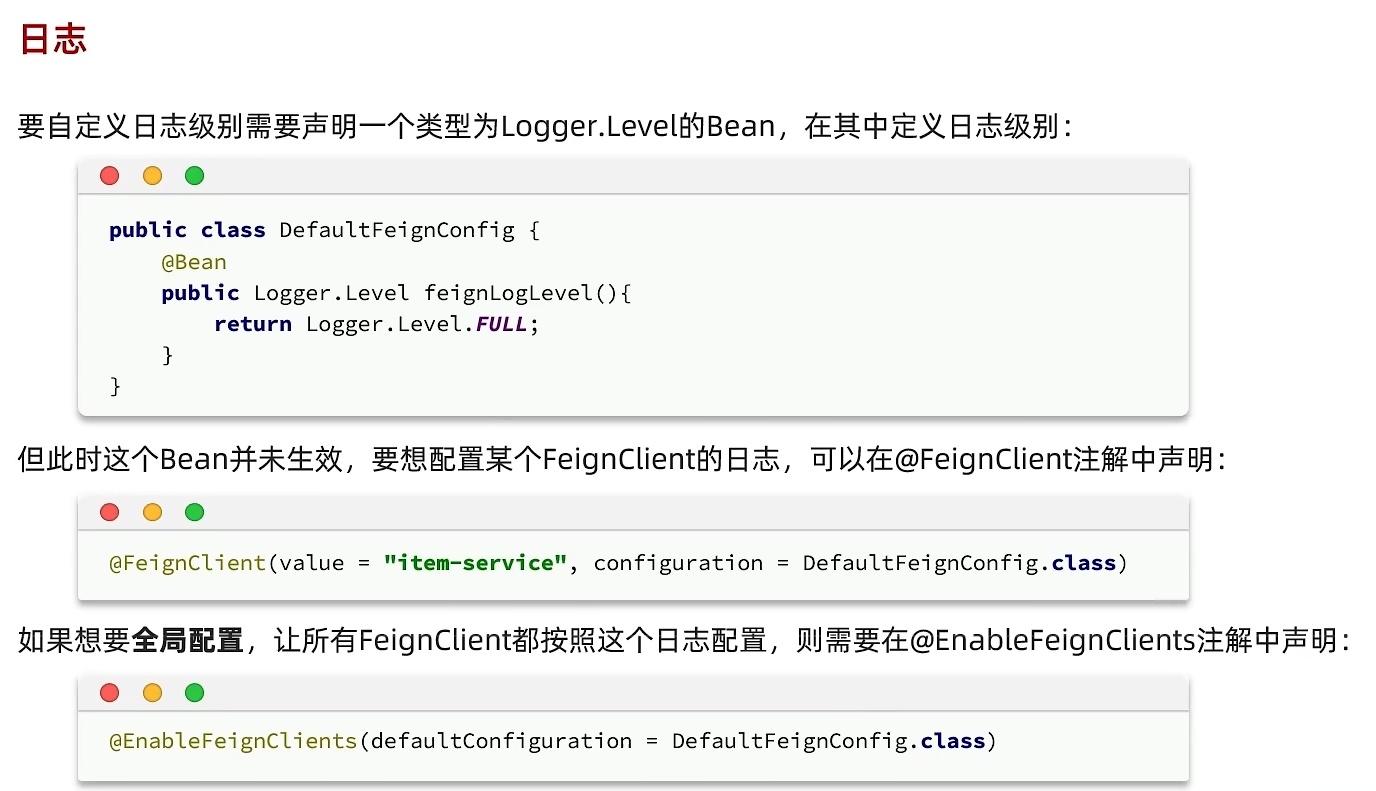 日志
要自定义日志级别需要声明一个类型为Logger.Level的Bean，在其中定义日志级别：
public class DefaultFeignConfig {
    @Bean
    public Logger.Level feignLogLevel(){
        return Logger.Level.FULL;
    }
}
但此时这个Bean并未生效，要想配置某个FeignClient的日志，可以在@FeignClient注解中声明：
@FeignClient(value = "item-service", configuration = DefaultFeignConfig.class)
如果想要全局配置，让所有FeignClient都按照这个日志配置，则需要在@EnableFeignClients注解中声明：
@EnableFeignClients(defaultConfiguration = DefaultFeignConfig.class)